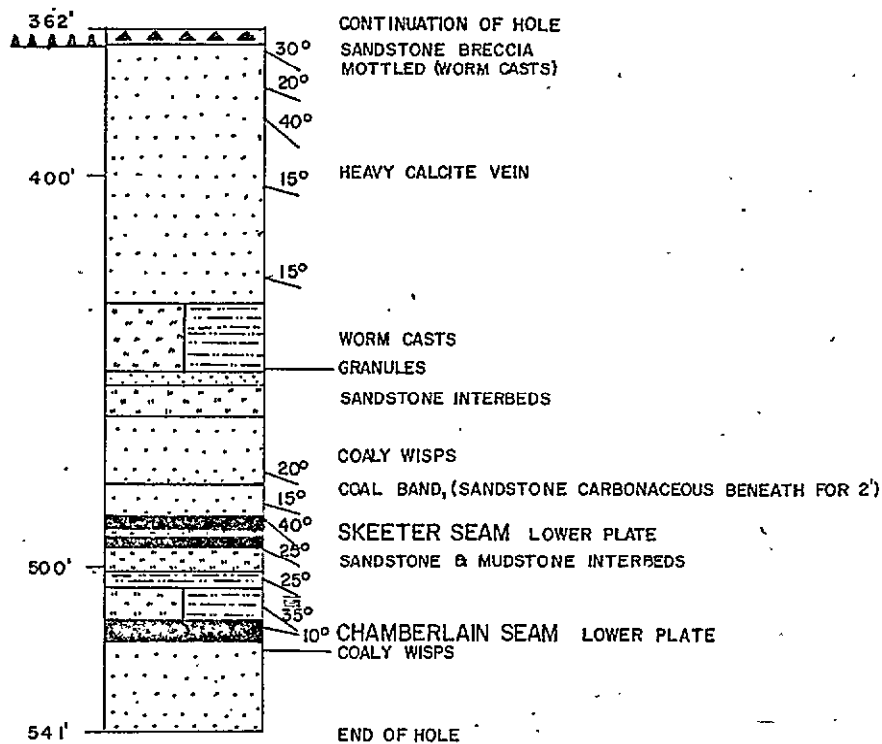 362' CONTINUATION OF HOLE
30° SANDSTONE BRECCIA
MOTTLED (WORM CASTS)
20°
40°
400' 15° HEAVY CALCITE VEIN
15°
WORM CASTS
GRANULES
SANDSTONE INTERBEDS
20° COALY WISPS
15° COAL BAND, (SANDSTONE CARBONACEOUS BENEATH FOR 2')
40° SKEETER SEAM LOWER PLATE
25° SANDSTONE & MUDSTONE INTERBEDS
500' 25°
35°
10° CHAMBERLAIN SEAM LOWER PLATE
COALY WISPS
541' END OF HOLE